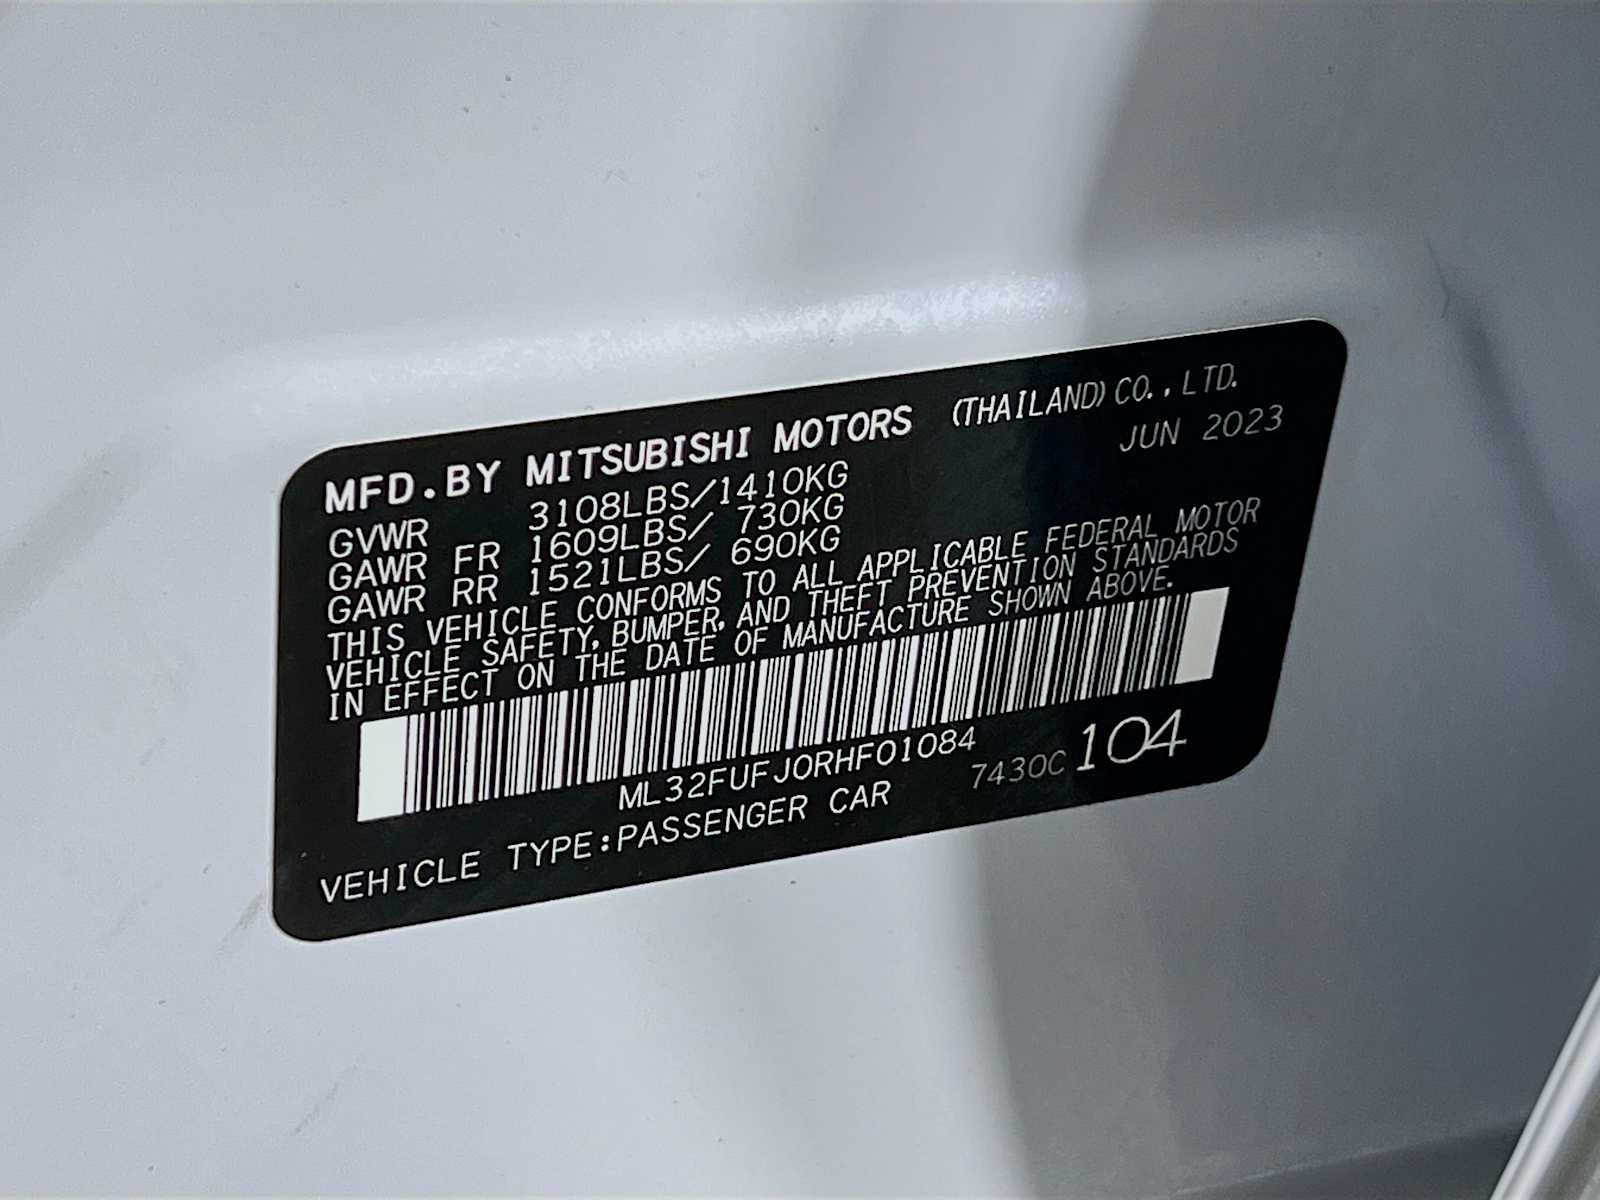 MFD.BY MITSUBISHI MOTORS (THAILAND)CO.,LTD.
JUN 2023
GVWR 3108LBS/1410KG
GAWR FR 1609LBS/ 730KG
GAWR RR 1521LBS/ 690KG
THIS VEHICLE CONFORMS TO ALL APPLICABLE FEDERAL MOTOR
VEHICLE SAFETY, BUMPER, AND THEFT PREVENTION STANDARDS
IN EFFECT ON THE DATE OF MANUFACTURE SHOWN ABOVE.
ML32FUFJ0RHF01084
7430C 104
VEHICLE TYPE:PASSENGER CAR